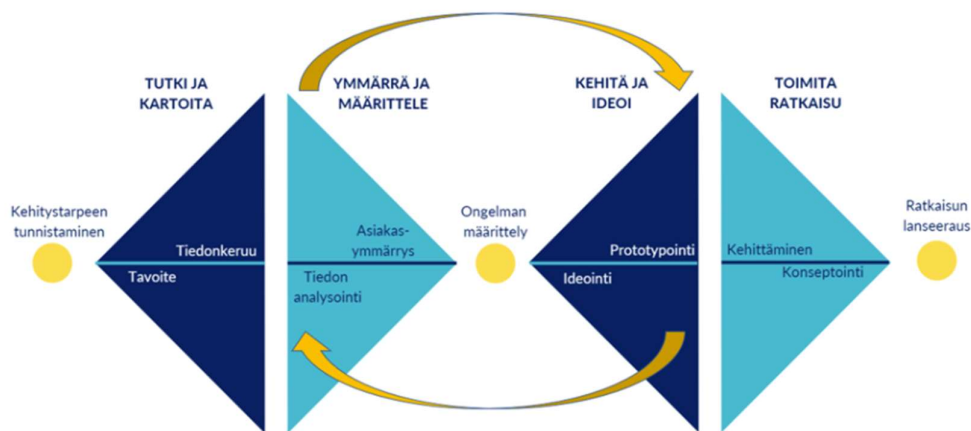 TUTKI JA
KARTOITA
YMMÄRRÄ JA
MÄÄRITTELE
KEHITÄ JA
IDEOI
TOIMITA
RATKAISU
Kehitystarpeen
tunnistaminen
Tiedonkeruu
Tavoite
Asiakas-
ymmärrys
Tiedon
analysointi
Ongelman
määrittely
Prototypointi
Ideointi
Kehittäminen
Konseptointi
Ratkaisun
lanseeraus